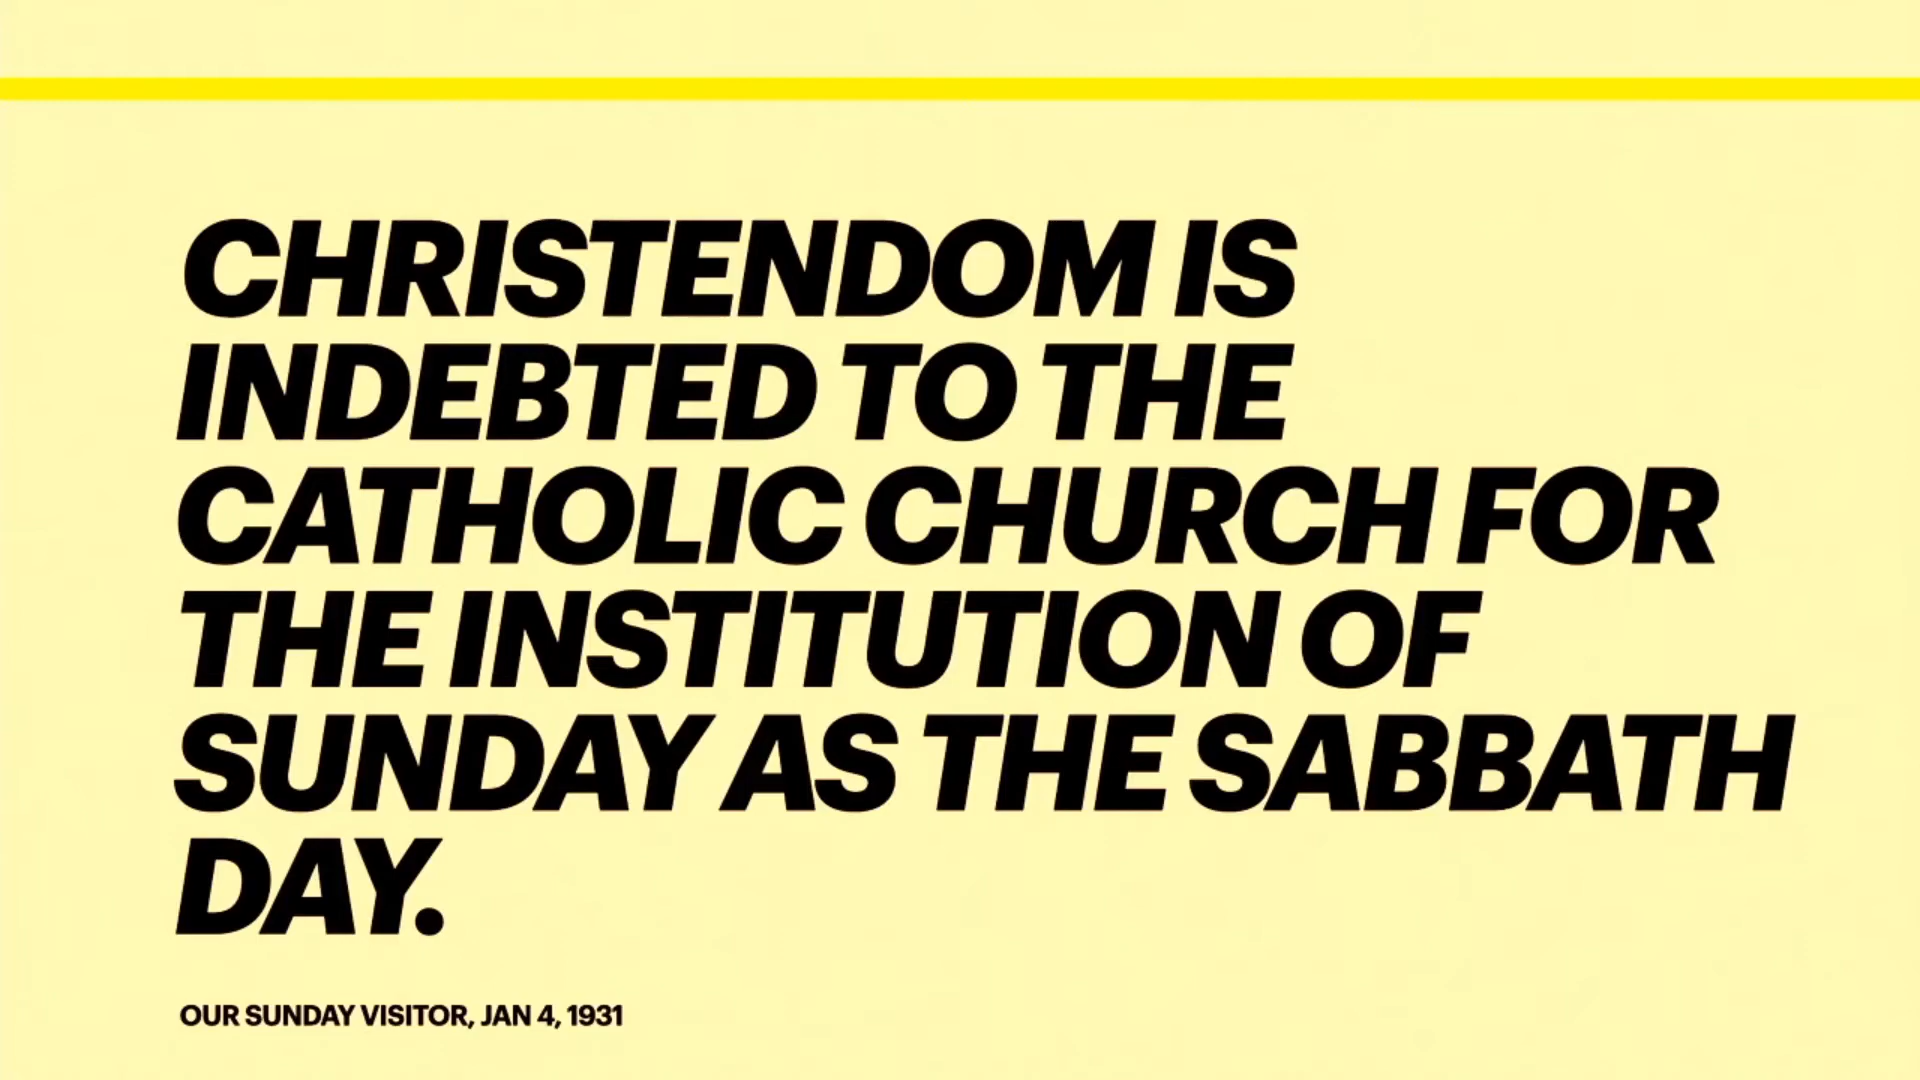 CHRISTENDOM IS
INDEBTED TO THE
CATHOLIC CHURCH FOR
THE INSTITUTION OF
SUNDAY AS THE SABBATH
DAY.
OUR SUNDAY VISITOR, JAN 4, 1931